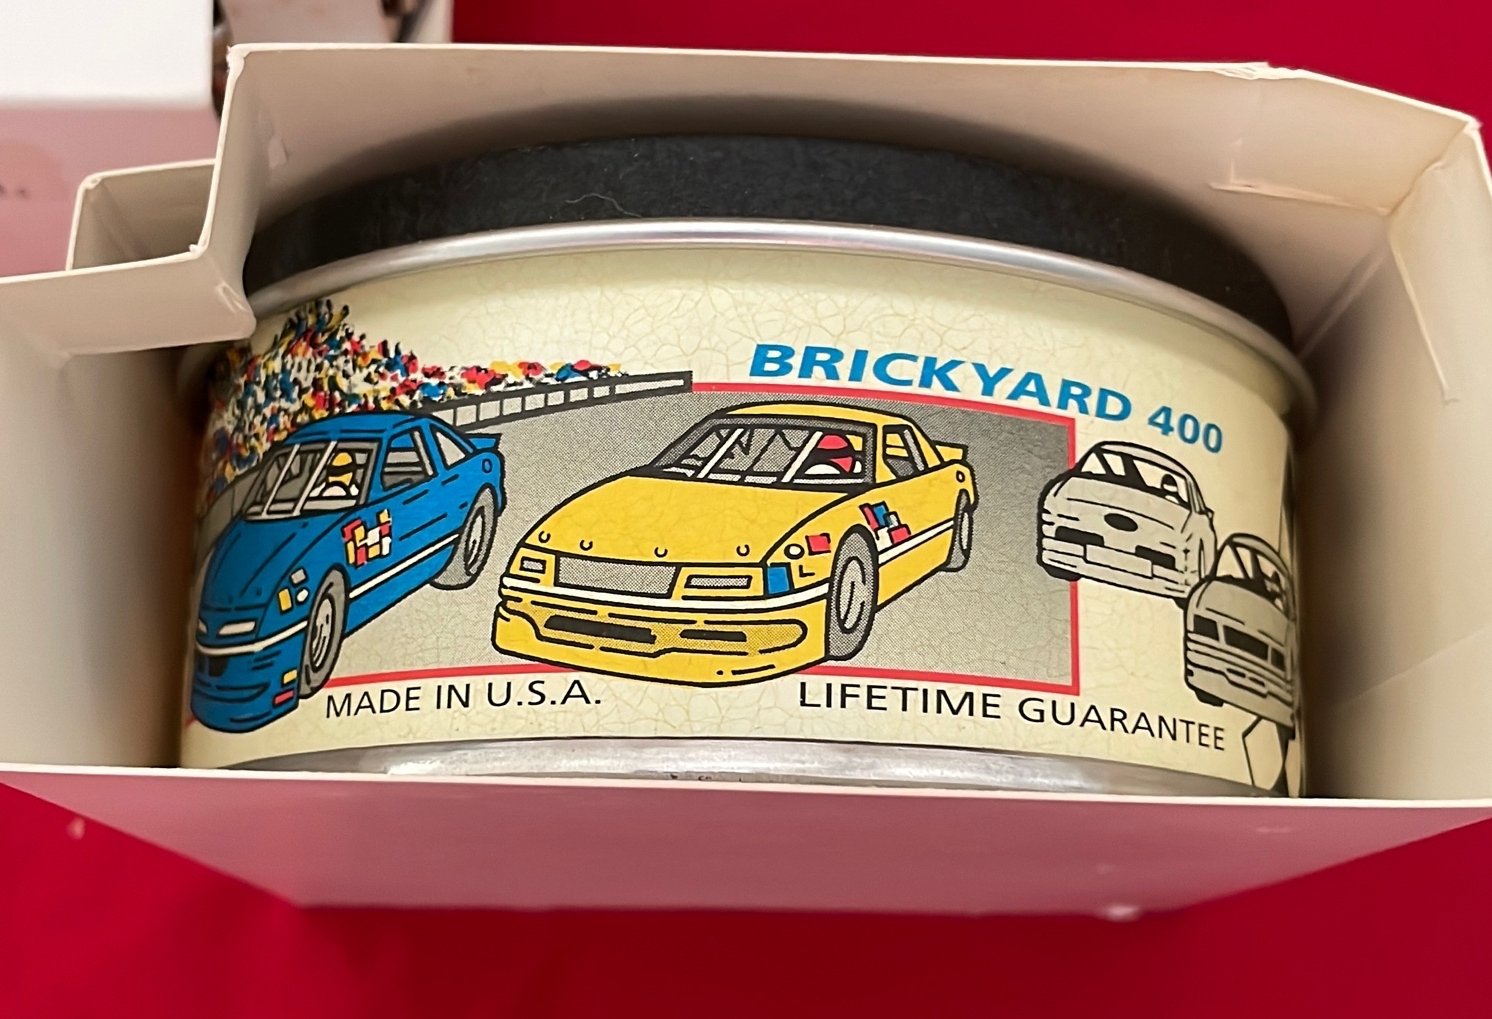 BRICKYARD 400
MADE IN U.S.A.
LIFETIME GUARANTEE